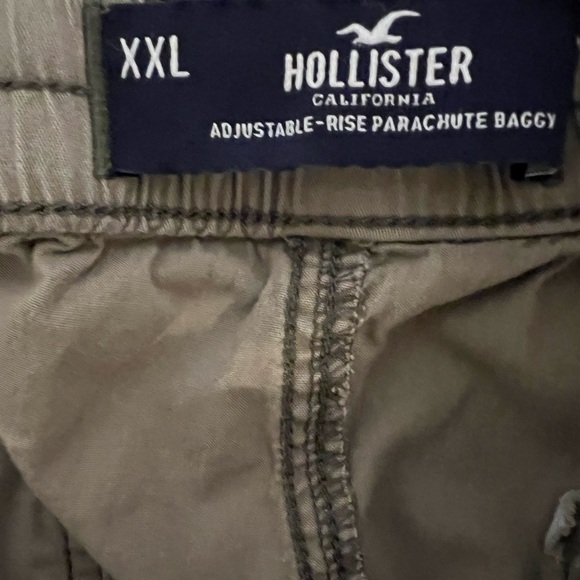 XXL
HOLLISTER
CALIFORNIA
ADJUSTABLE-RISE PARACHUTE BAGGY